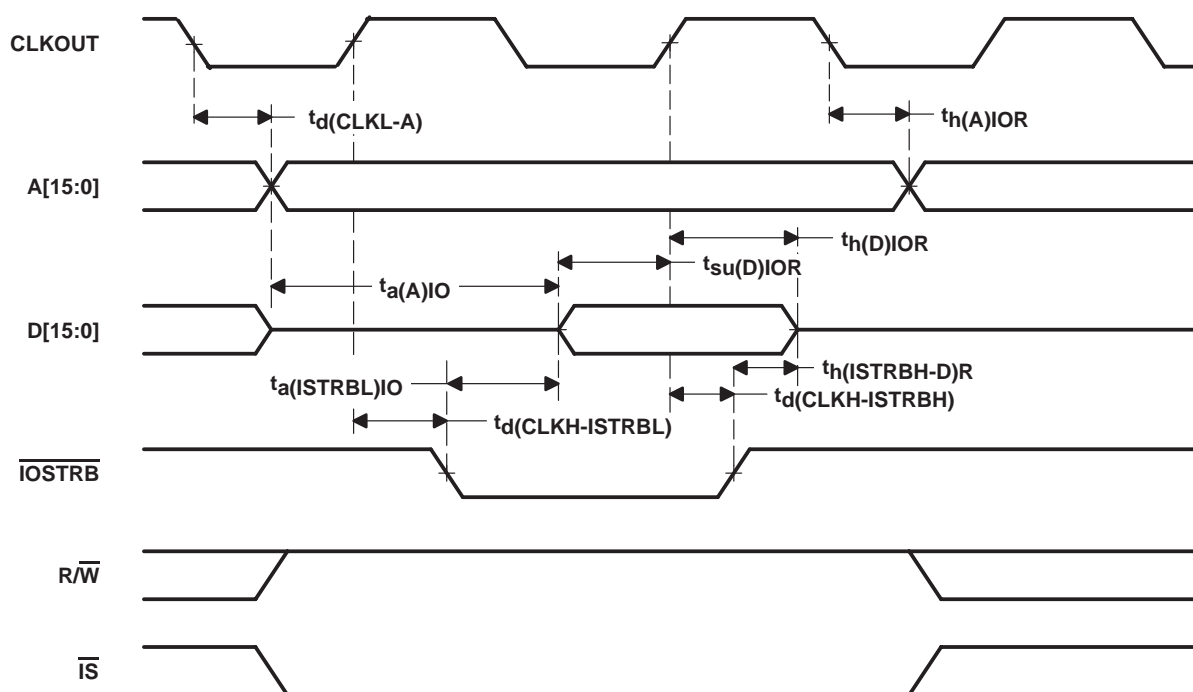 CLKOUT
td(CLKL-A)
th(A)IOR
A[15:0]
th(D)IOR
tsu(D)IOR
ta(A)IO
D[15:0]
th(ISTRBH-D)R
ta(ISTRBL)IO
td(CLKH-ISTRBH)
td(CLKH-ISTRBL)
IOSTRB
R/W
IS